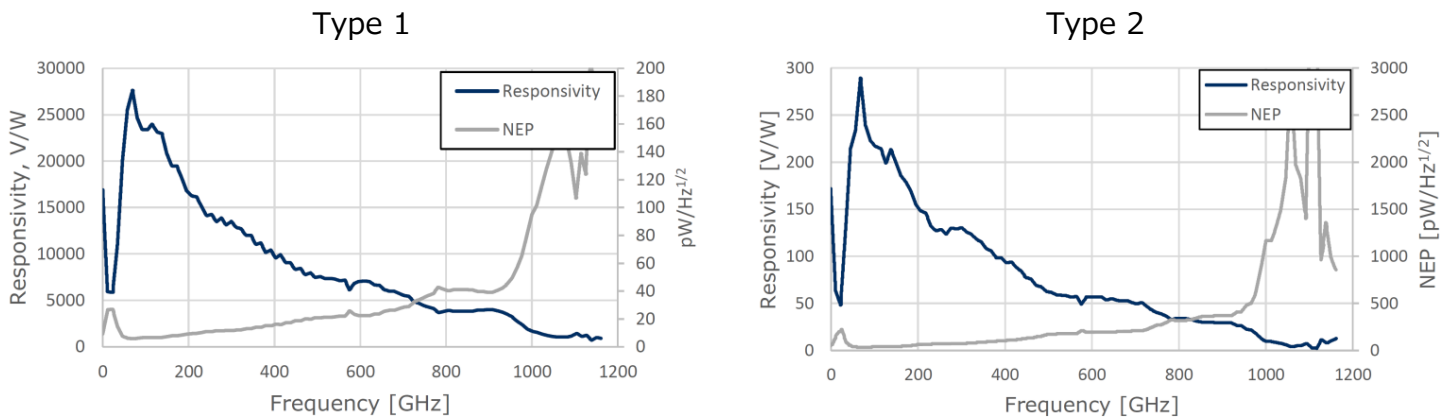 Type 1
30000
25000
20000
15000
10000
5000
0
Responsivity, V/W
Responsivity
NEP
200
180
160
140
120
100
80
60
40
20
0
pW/Hz1/2
0 200 400 600 800 1000 1200
Frequency [GHz]
Type 2
300
250
200
150
100
50
0
Responsivity [V/W]
Responsivity
NEP
3000
2500
2000
1500
1000
500
0
NEP [pW/Hz1/2]
0 200 400 600 800 1000 1200
Frequency [GHz]